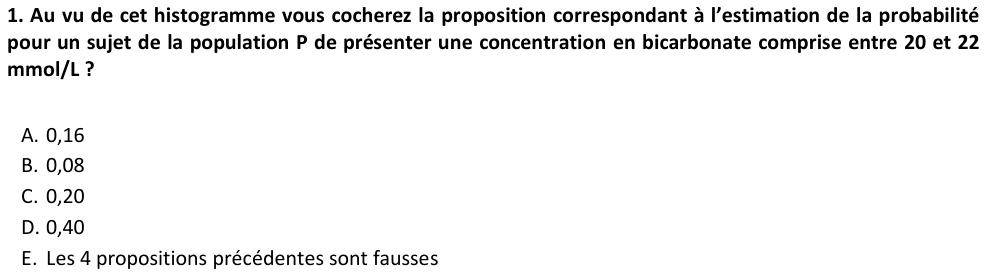 1. Au vu de cet histogramme vous cocherez la proposition correspondant à l’estimation de la probabilité
pour un sujet de la population P de présenter une concentration en bicarbonate comprise entre 20 et 22
mmol/L ?
A. 0,16
B. 0,08
C. 0,20
D. 0,40
E. Les 4 propositions précédentes sont fausses